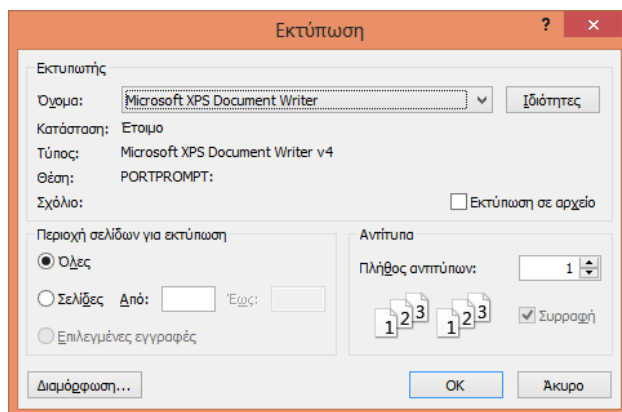 Εκτύπωση
Εκτυπωτής
Όνομα: Microsoft XPS Document Writer Ιδιότητες
Κατάσταση: Έτοιμο
Τύπος: Microsoft XPS Document Writer v4
Θέση: PORTPROMPT:
Σχόλιο: Εκτύπωση σε αρχείο
Περιοχή σελίδων για εκτύπωση
Όλες
Σελίδες Από: Έως:
Επιλεγμένες εγγραφές
Αντίτυπα
Πλήθος αντιτύπων: 1
1 2 3 1 2 3 Συρραφή
Διαμόρφωση... OK Άκυρο